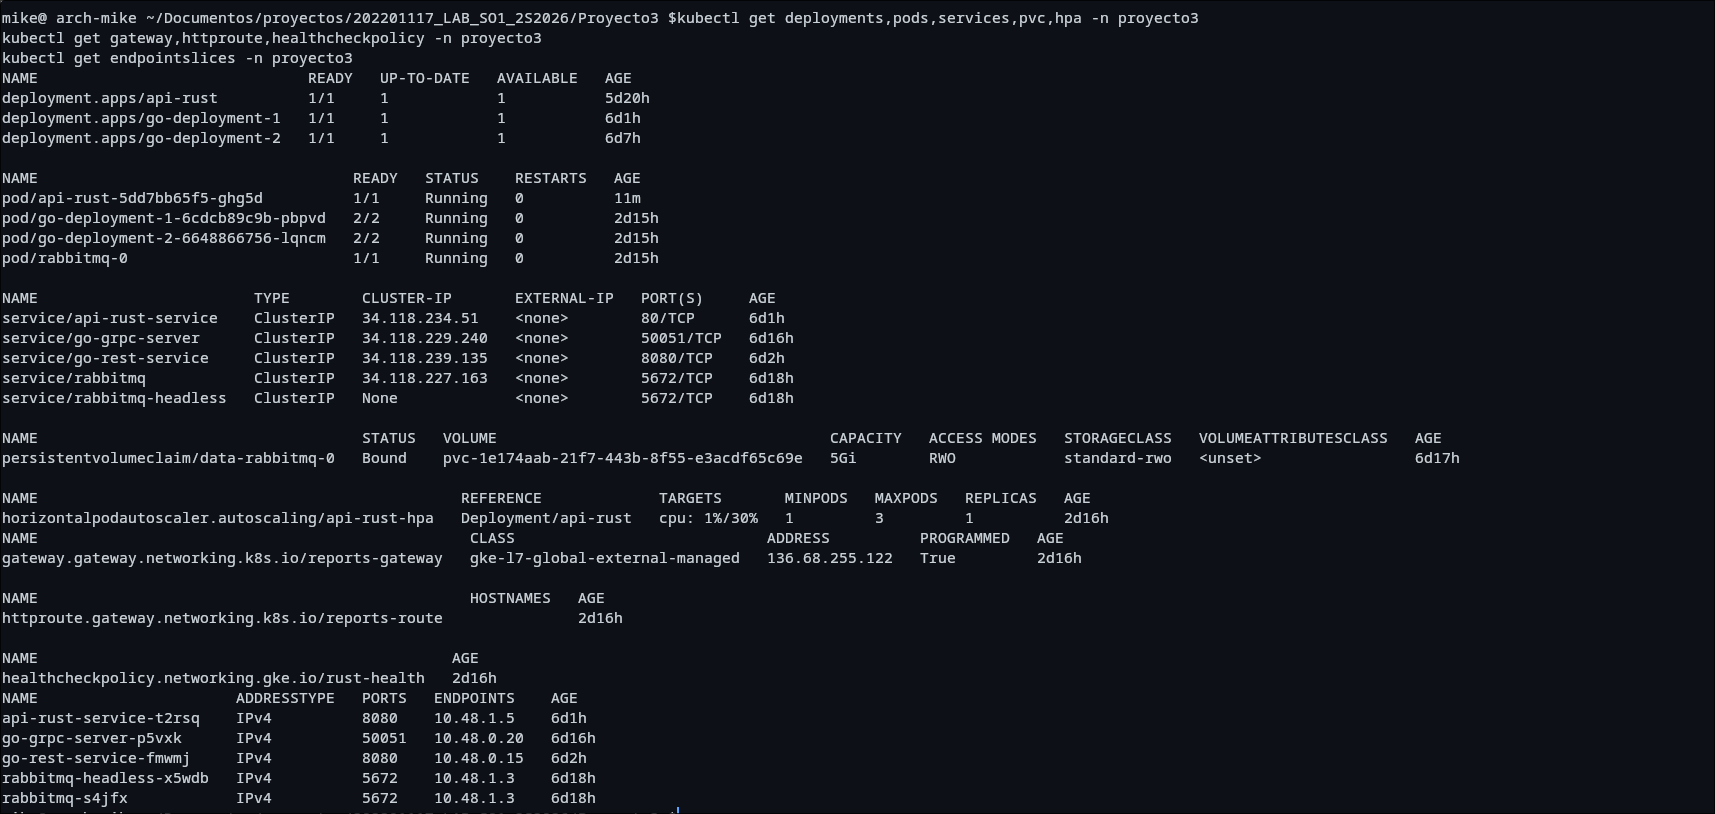 mike@ arch-mike ~/Documentos/proyectos/202201117_LAB_SO1_2S2026/Proyecto3 $kubectl get deployments,pods,services,pvc,hpa -n proyecto3
kubectl get gateway,httproute,healthcheckpolicy -n proyecto3
kubectl get endpointslices -n proyecto3
NAME                              READY   UP-TO-DATE   AVAILABLE   AGE
deployment.apps/api-rust          1/1     1            1           5d20h
deployment.apps/go-deployment-1   1/1     1            1           6d1h
deployment.apps/go-deployment-2   1/1     1            1           6d7h

NAME                                   READY   STATUS    RESTARTS   AGE
pod/api-rust-5dd7bb65f5-ghg5d          1/1     Running   0          11m
pod/go-deployment-1-6cdcb89c9b-pbpvd   2/2     Running   0          2d15h
pod/go-deployment-2-6648866756-lqncm   2/2     Running   0          2d15h
pod/rabbitmq-0                         1/1     Running   0          2d15h

NAME                        TYPE        CLUSTER-IP       EXTERNAL-IP   PORT(S)     AGE
service/api-rust-service    ClusterIP   34.118.234.51    <none>        80/TCP      6d1h
service/go-grpc-server      ClusterIP   34.118.229.240   <none>        50051/TCP   6d16h
service/go-rest-service     ClusterIP   34.118.239.135   <none>        8080/TCP    6d2h
service/rabbitmq            ClusterIP   34.118.227.163   <none>        5672/TCP    6d18h
service/rabbitmq-headless   ClusterIP   None             <none>        5672/TCP    6d18h

NAME                                    STATUS   VOLUME                                     CAPACITY   ACCESS MODES   STORAGECLASS   VOLUMEATTRIBUTESCLASS   AGE
persistentvolumeclaim/data-rabbitmq-0   Bound    pvc-1e174aab-21f7-443b-8f55-e3acdf65c69e   5Gi        RWO            standard-rwo   <unset>                 6d17h

NAME                                               REFERENCE             TARGETS       MINPODS   MAXPODS   REPLICAS   AGE
horizontalpodautoscaler.autoscaling/api-rust-hpa   Deployment/api-rust   cpu: 1%/30%   1         3         1          2d16h
NAME                                                CLASS                            ADDRESS          PROGRAMMED   AGE
gateway.gateway.networking.k8s.io/reports-gateway   gke-l7-global-external-managed   136.68.255.122   True         2d16h

NAME                                                HOSTNAMES   AGE
httproute.gateway.networking.k8s.io/reports-route               2d16h

NAME                                              AGE
healthcheckpolicy.networking.gke.io/rust-health   2d16h
NAME                      ADDRESSTYPE   PORTS   ENDPOINTS    AGE
api-rust-service-t2rsq    IPv4          8080    10.48.1.5    6d1h
go-grpc-server-p5vxk      IPv4          50051   10.48.0.20   6d16h
go-rest-service-fmwmj     IPv4          8080    10.48.0.15   6d2h
rabbitmq-headless-x5wdb   IPv4          5672    10.48.1.3    6d18h
rabbitmq-s4jfx            IPv4          5672    10.48.1.3    6d18h